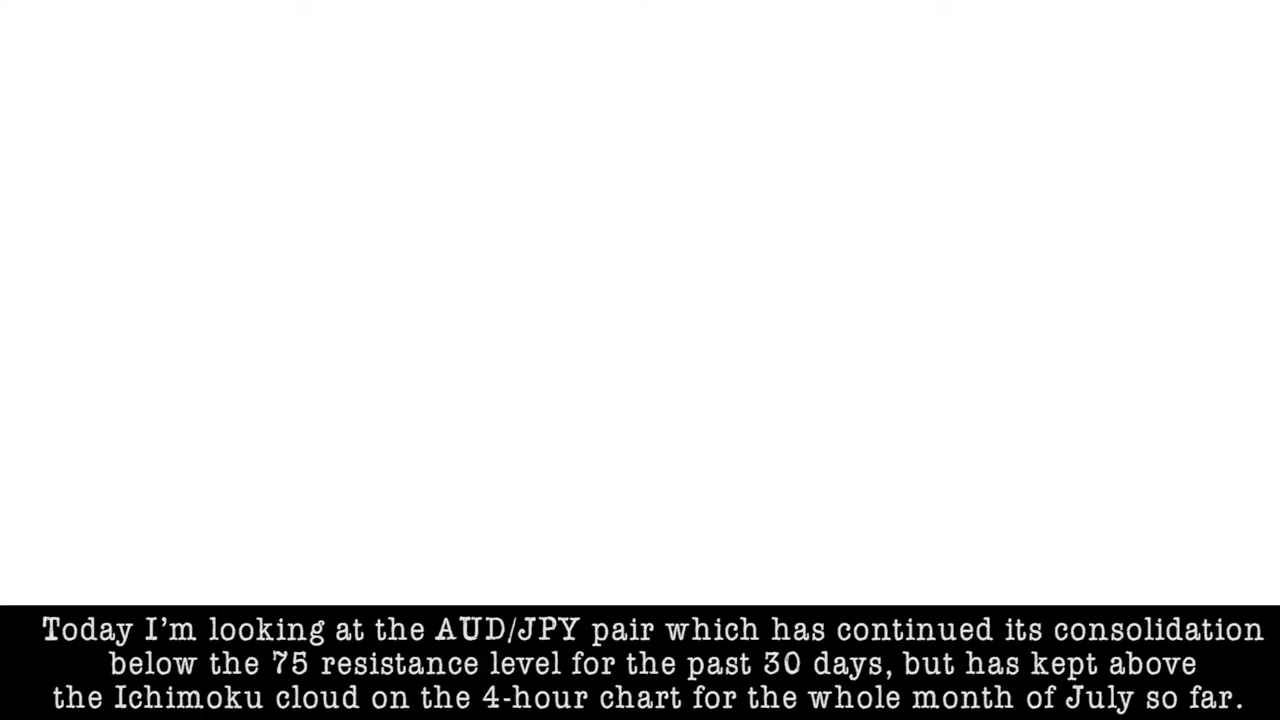 Today I'm looking at the AUD/JPY pair which has continued its consolidation
below the 75 resistance level for the past 30 days, but has kept above
the Ichimoku cloud on the 4-hour chart for the whole month of July so far.